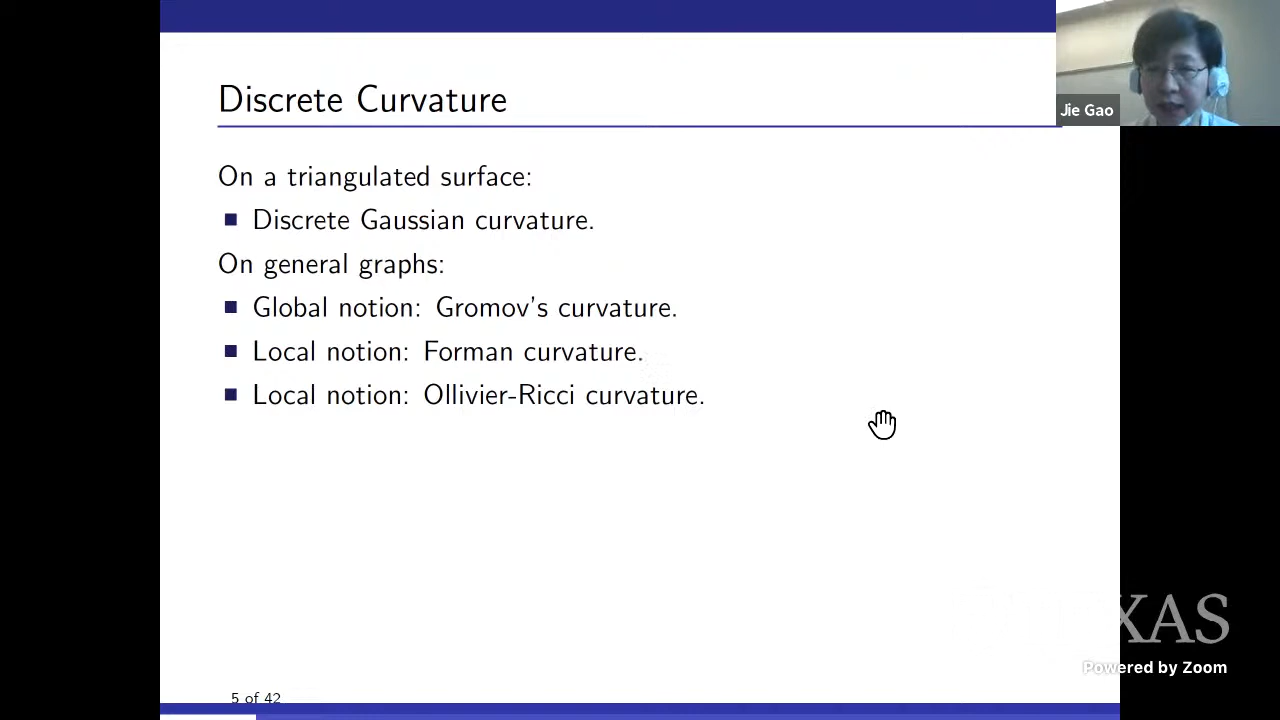 Discrete Curvature
Jie Gao
On a triangulated surface:
Discrete Gaussian curvature.
On general graphs:
Global notion: Gromov's curvature.
Local notion: Forman curvature.
Local notion: Ollivier-Ricci curvature.
XAS
Powered by Zoom
5 of 42